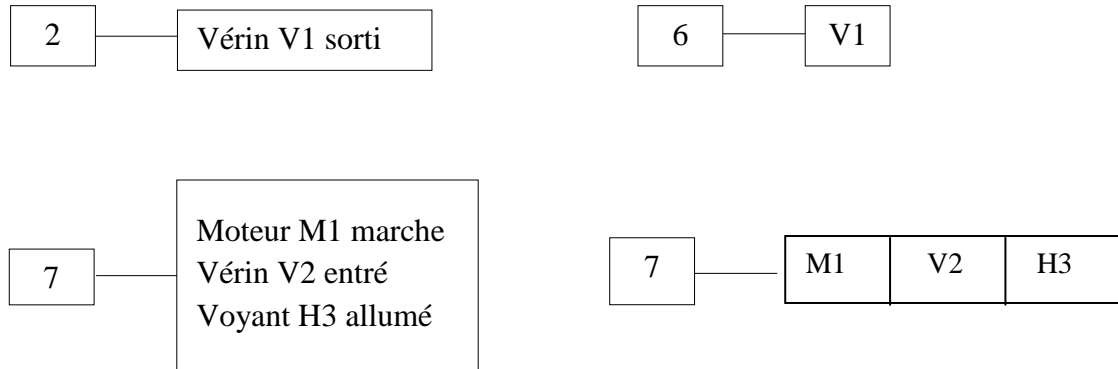 2 Vérin V1 sorti 6 V1
Moteur M1 marche
7 Vérin V2 entré 7 M1 V2 H3
Voyant H3 allumé